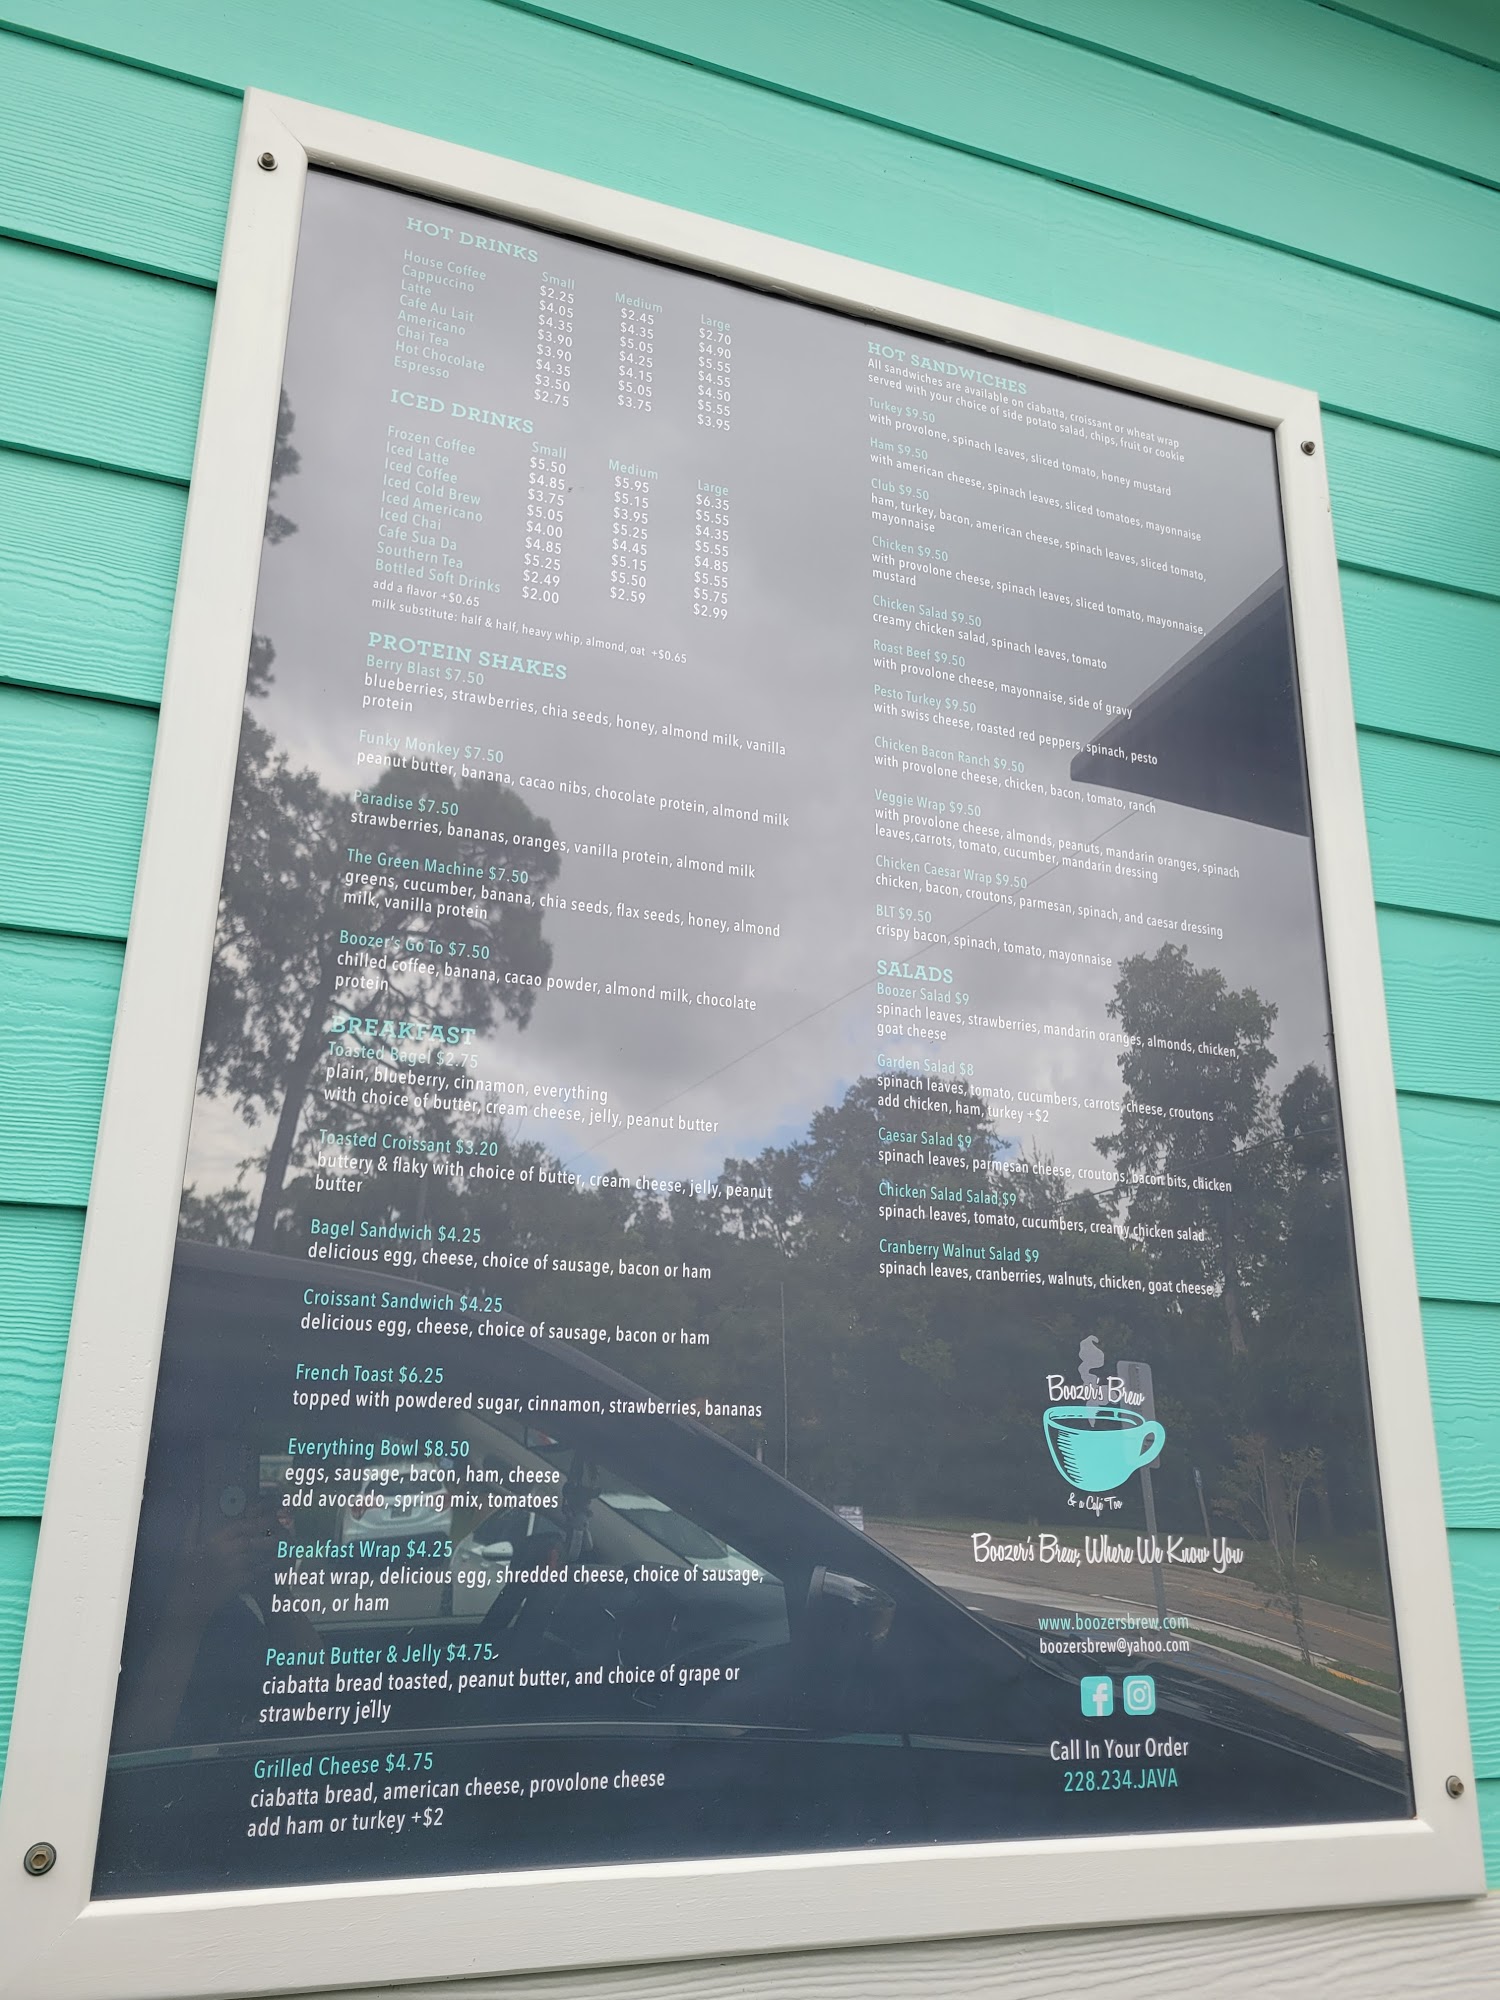 HOT DRINKS
Small Medium Large
House Coffee $2.25 $2.45 $2.70
Cappuccino $4.05 $4.35 $4.90
Latte $4.35 $5.05 $5.55
Cafe Au Lait $3.90 $4.25 $4.55
Americano $3.90 $4.15 $4.50
Chai Tea $4.35 $5.05 $5.55
Hot Chocolate $3.50 $3.75 $3.95
Espresso $2.75
ICED DRINKS
Small Medium Large
Frozen Coffee $5.50 $5.95 $6.35
Iced Latte $4.85 $5.15 $5.55
Iced Coffee $3.75 $3.95 $4.35
Iced Cold Brew $5.05 $5.25 $5.55
Iced Americano $4.00 $4.45 $4.85
Iced Chai $4.85 $5.15 $5.55
Cafe Sua Da $5.25 $5.50 $5.75
Southern Tea $2.49 $2.59 $2.99
Bottled Soft Drinks $2.00
add a flavor +$0.65
milk substitute: half & half, heavy whip, almond, oat +$0.65
PROTEIN SHAKES
Berry Blast $7.50
blueberries, strawberries, chia seeds, honey, almond milk, vanilla
protein
Funky Monkey $7.50
peanut butter, banana, cacao nibs, chocolate protein, almond milk
Paradise $7.50
strawberries, bananas, oranges, vanilla protein, almond milk
The Green Machine $7.50
greens, cucumber, banana, chia seeds, flax seeds, honey, almond
milk, vanilla protein
Boozer's Go To $7.50
chilled coffee, banana, cacao powder, almond milk, chocolate
protein
BREAKFAST
Toasted Bagel $2.75
plain, blueberry, cinnamon, everything
with choice of butter, cream cheese, jelly, peanut butter
Toasted Croissant $3.20
buttery & flaky with choice of butter, cream cheese, jelly, peanut
butter
Bagel Sandwich $4.25
delicious egg, cheese, choice of sausage, bacon or ham
Croissant Sandwich $4.25
delicious egg, cheese, choice of sausage, bacon or ham
French Toast $6.25
topped with powdered sugar, cinnamon, strawberries, bananas
Everything Bowl $8.50
eggs, sausage, bacon, ham, cheese
add avocado, spring mix, tomatoes
Breakfast Wrap $4.25
wheat wrap, delicious egg, shredded cheese, choice of sausage,
bacon, or ham
Peanut Butter & Jelly $4.75
ciabatta bread toasted, peanut butter, and choice of grape or
strawberry jelly
Grilled Cheese $4.75
ciabatta bread, american cheese, provolone cheese
add ham or turkey +$2
HOT SANDWICHES
All sandwiches are available on ciabatta, croissant or wheat wrap
served with your choice of side potato salad, chips, fruit or cookie
Turkey $9.50
with provolone, spinach leaves, sliced tomato, honey mustard
Ham $9.50
with american cheese, spinach leaves, sliced tomatoes, mayonnaise
Club $9.50
ham, turkey, bacon, american cheese, spinach leaves, sliced tomato,
mayonnaise
Chicken $9.50
with provolone cheese, spinach leaves, sliced tomato, mayonnaise,
mustard
Chicken Salad $9.50
creamy chicken salad, spinach leaves, tomato
Roast Beef $9.50
with provolone cheese, mayonnaise, side of gravy
Pesto Turkey $9.50
with swiss cheese, roasted red peppers, spinach, pesto
Chicken Bacon Ranch $9.50
with provolone cheese, chicken, bacon, tomato, ranch
Veggie Wrap $9.50
with provolone cheese, almonds, peanuts, mandarin oranges, spinach
leaves,carrots, tomato, cucumber, mandarin dressing
Chicken Caesar Wrap $9.50
chicken, bacon, croutons, parmesan, spinach, and caesar dressing
BLT $9.50
crispy bacon, spinach, tomato, mayonnaise
SALADS
Boozer Salad $9
spinach leaves, strawberries, mandarin oranges, almonds, chicken,
goat cheese
Garden Salad $8
spinach leaves, tomato, cucumbers, carrots, cheese, croutons
add chicken, ham, turkey +$2
Caesar Salad $9
spinach leaves, parmesan cheese, croutons, bacon bits, chicken
Chicken Salad Salad $9
spinach leaves, tomato, cucumbers, creamy chicken salad
Cranberry Walnut Salad $9
spinach leaves, cranberries, walnuts, chicken, goat cheese
Boozer's Brew
& a Café Too
Boozer's Brew, Where We Know You
www.boozersbrew.com
boozersbrew@yahoo.com
Call In Your Order
228.234.JAVA